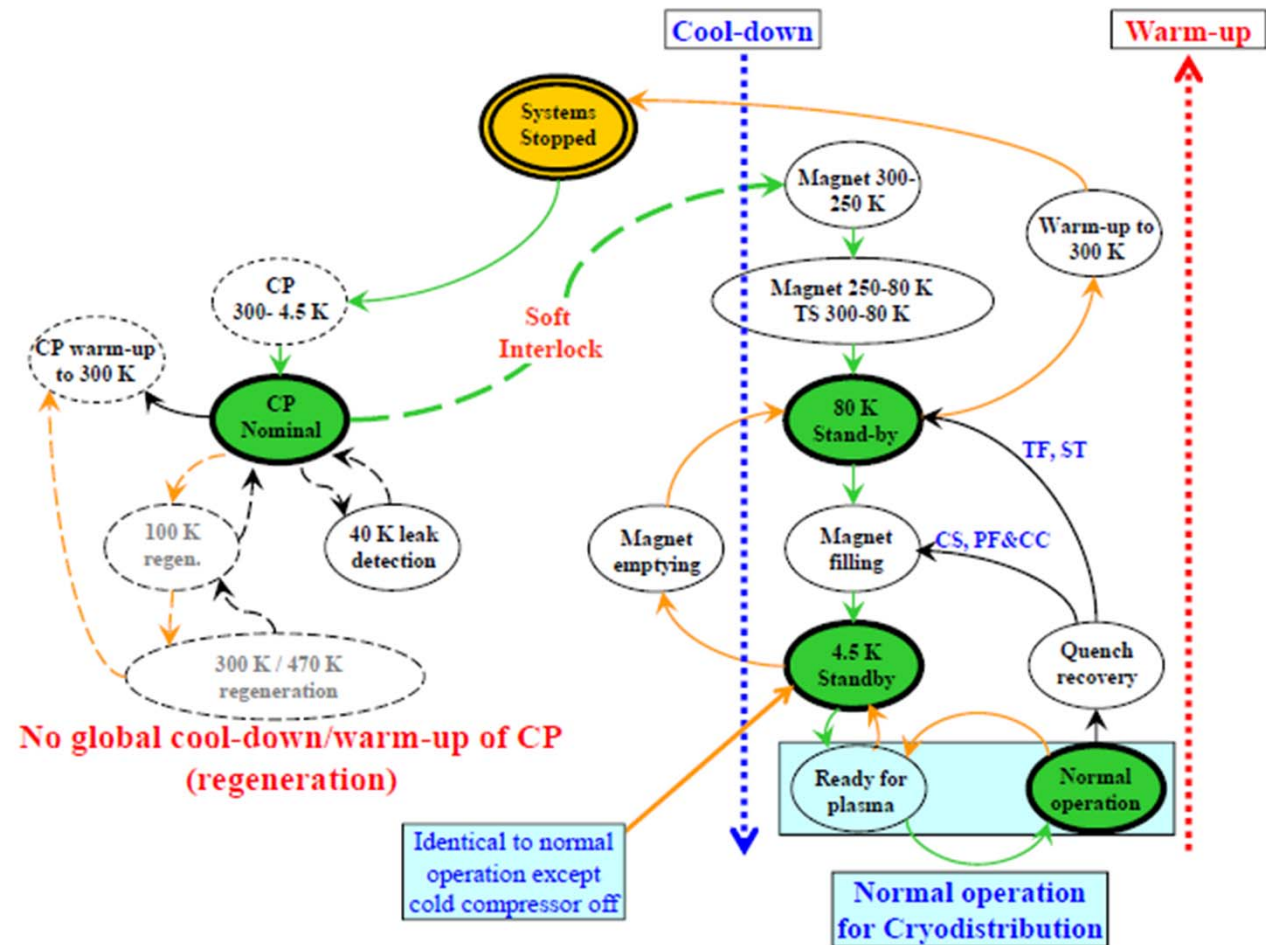 Cool-down
Warm-up
Systems
Stopped
Magnet 300-
250 K
Warm-up to
300 K
CP
300- 4.5 K
Magnet 250-80 K
TS 300-80 K
Soft
Interlock
CP warm-up
to 300 K
CP
Nominal
80 K
Stand-by
TF, ST
100 K
regen.
40 K leak
detection
Magnet
emptying
Magnet
filling
CS, PF&CC
300 K / 470 K
regeneration
4.5 K
Standby
Quench
recovery
No global cool-down/warm-up of CP
(regeneration)
Ready for
plasma
Normal
operation
Identical to normal
operation except
cold compressor off
Normal operation
for Cryodistribution